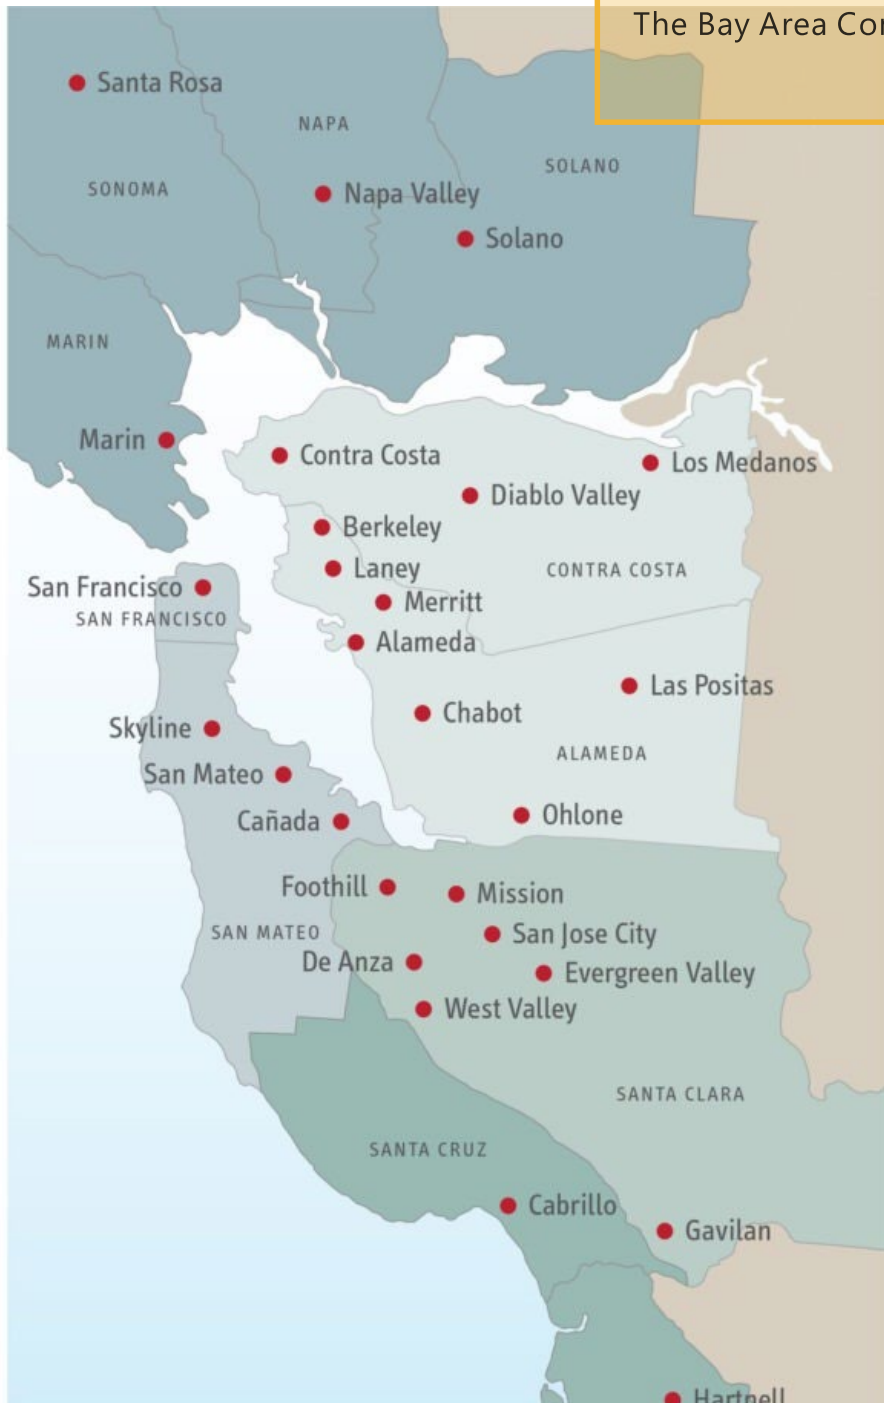 The Bay Area
Santa Rosa
NAPA
SOLANO
SONOMA
Napa Valley
Solano
MARIN
Marin
Contra Costa
Los Medanos
Diablo Valley
Berkeley
Laney
CONTRA COSTA
San Francisco
Merritt
SAN FRANCISCO
Alameda
Las Positas
Chabot
Skyline
ALAMEDA
San Mateo
Cañada
Ohlone
Foothill
Mission
SAN MATEO
San Jose City
De Anza
Evergreen Valley
West Valley
SANTA CLARA
SANTA CRUZ
Cabrillo
Gavilan
Hartnell